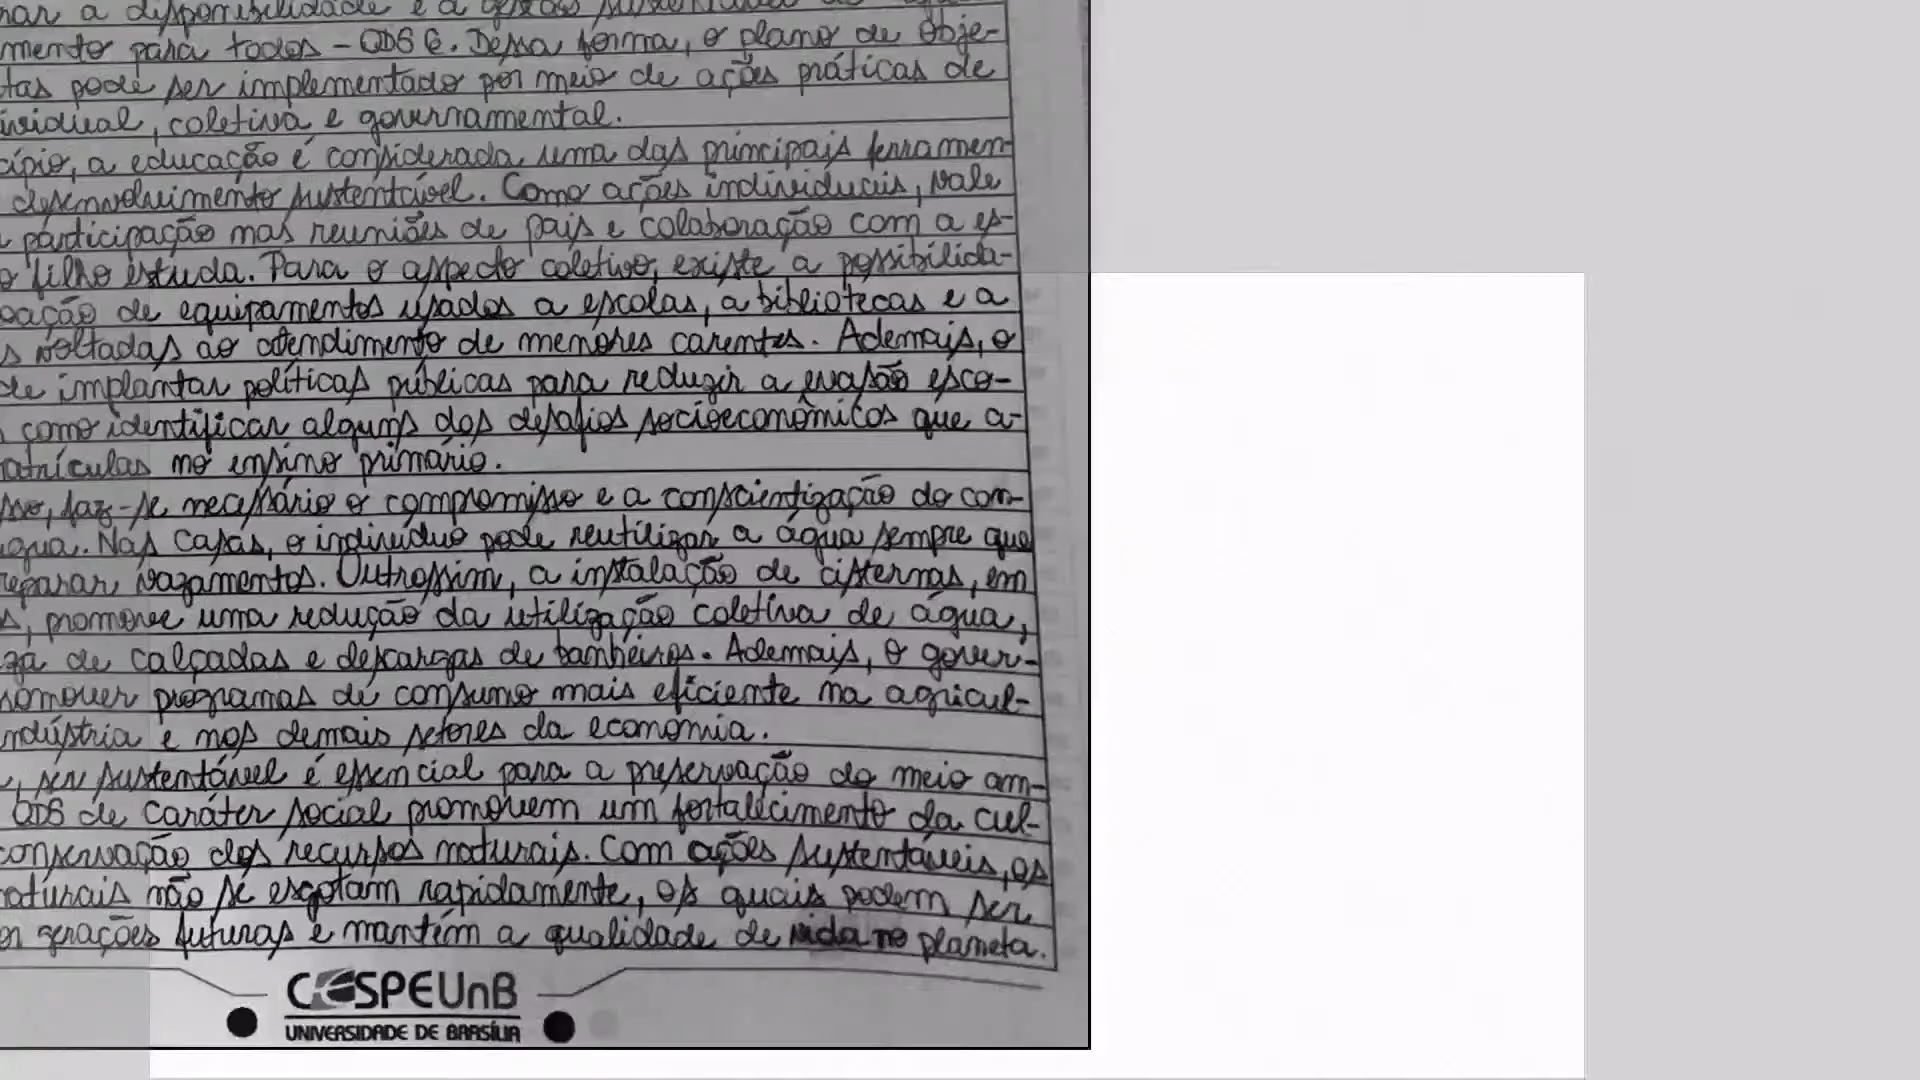 nar a disponibilidade e a gestão sustentável
mento para todos - ODS 6. Dessa forma, o plano de obje-
tas pode ser implementado por meio de ações práticas de
ividual, coletiva e governamental.
cípio, a educação é considerada uma das principais ferramen-
desenvolvimento sustentável. Como ações individuais, vale
a participação nas reuniões de pais e colaboração com a es-
o filho estuda. Para o aspecto coletivo, existe a possibilida-
oação de equipamentos usados a escolas, a bibliotecas e a
s voltadas ao atendimento de menores carentes. Ademais, o
de implantar políticas públicas para reduzir a evasão esco-
como identificar alguns dos desafios socioeconômicos que a-
atrículas no ensino primário.
sso, faz-se necessário o compromisso e a conscientização do con-
gua. Nas casas, o indivíduo pode reutilizar a água sempre que
reparar vazamentos. Outrossim, a instalação de cisternas, em
s, promove uma redução da utilização coletiva de água,
za de calçadas e descargas de banheiros. Ademais, o gover-
romover programas de consumo mais eficiente na agricul-
ndústria e nos demais setores da economia.
, ser sustentável é essencial para a preservação do meio am-
ODS de caráter social promovem um fortalecimento da cul-
conservação dos recursos naturais. Com ações sustentáveis, os
naturais não se esgotam rapidamente, os quais podem ser
or gerações futuras e mantém a qualidade de vida no planeta.
CESPEUnB
UNIVERSIDADE DE BRASÍLIA